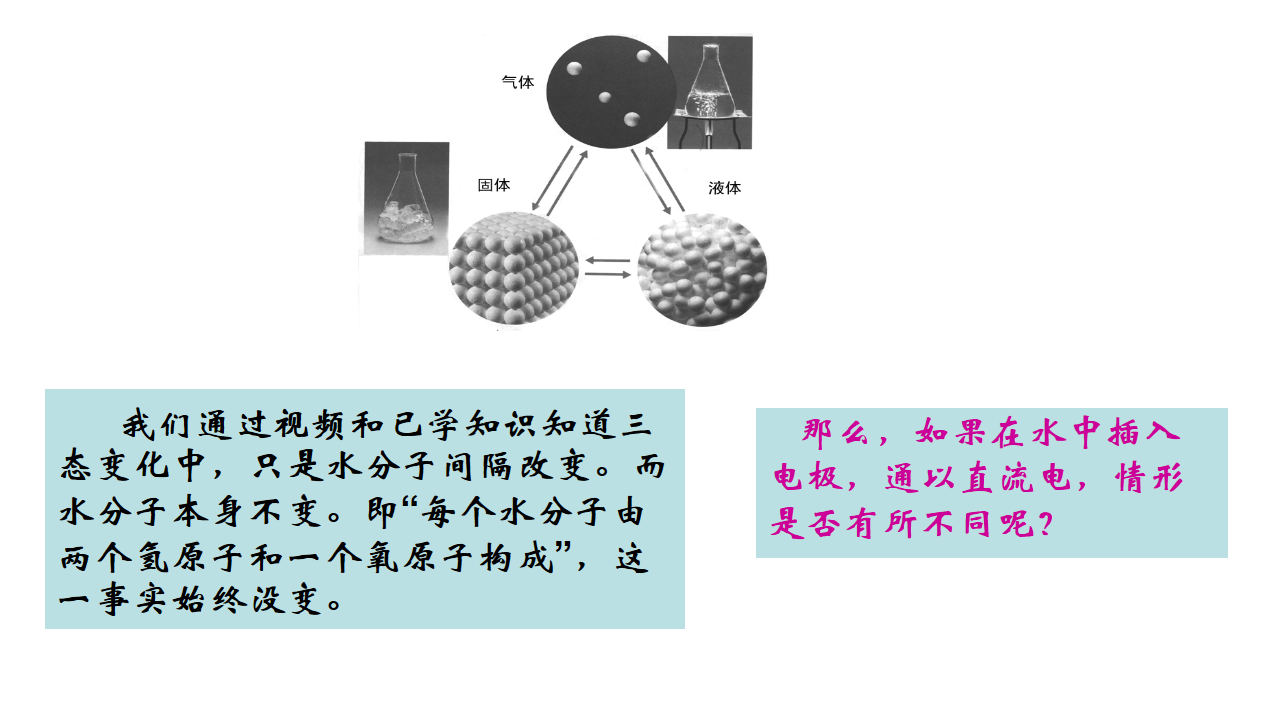 气体
固体
液体
我们通过视频和已学知识知道三
态变化中，只是水分子间隔改变。而
水分子本身不变。即“每个水分子由
两个氢原子和一个氧原子构成”，这
一事实始终没变。
那么，如果在水中插入
电极，通以直流电，情形
是否有所不同呢？